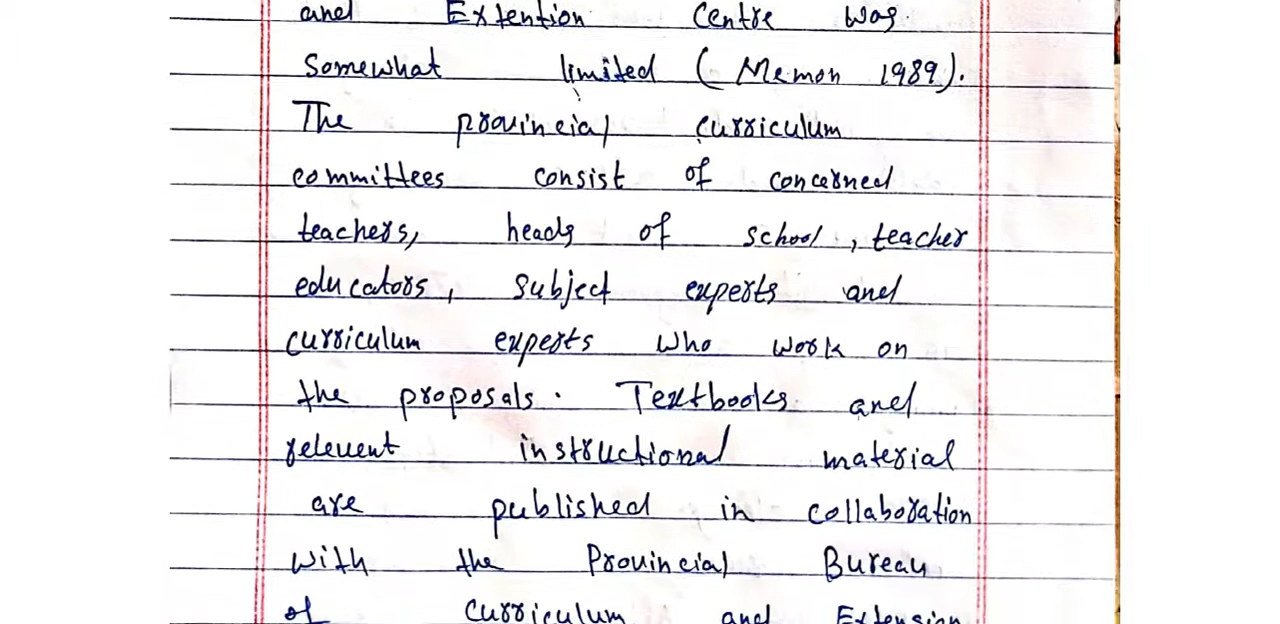 and Extention Centre was
Somewhat limited ( Memon 1989).
The provincial curriculum
committees consist of concerned
teachers, heads of school , teacher
educators, subject experts and
curriculum experts who work on
the proposals. Textbooks and
relevent instructional material
are published in collaboration
with the Provincial Bureau
of curriculum and Extension